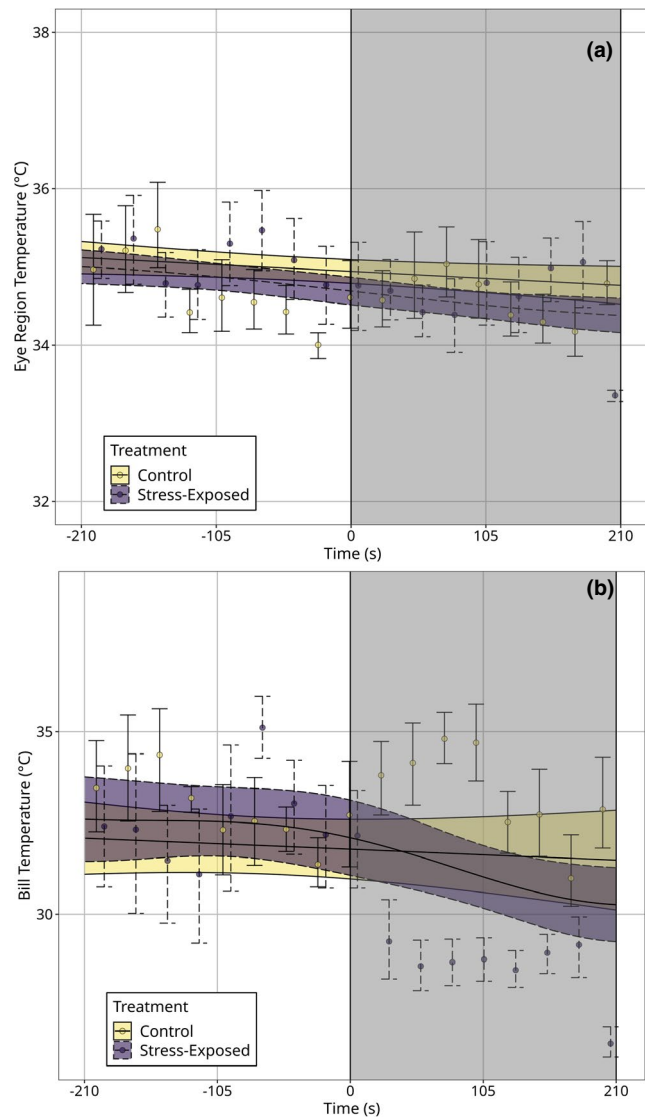 38
(a)
36
Eye Region Temperature (°C)
34
Treatment
Control
Stress-Exposed
32
-210
-105
0
105
210
Time (s)
(b)
35
Bill Temperature (°C)
30
Treatment
Control
Stress-Exposed
-210
-105
0
105
210
Time (s)